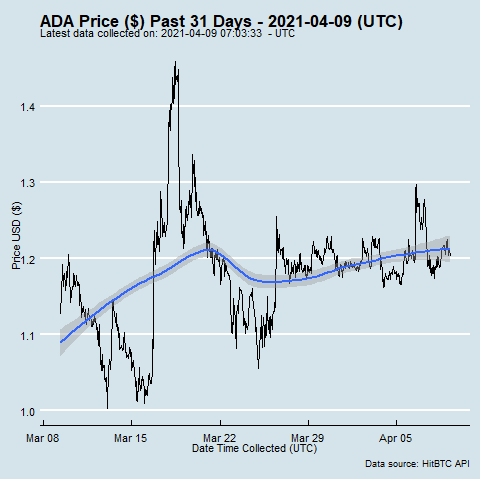 ADA Price ($) Past 31 Days - 2021-04-09 (UTC)
Latest data collected on: 2021-04-09 07:03:33  - UTC
Price USD ($)
1.4
1.3
1.2
1.1
1.0
Mar 08 Mar 15 Mar 22 Mar 29 Apr 05
Date Time Collected (UTC)
Data source: HitBTC API